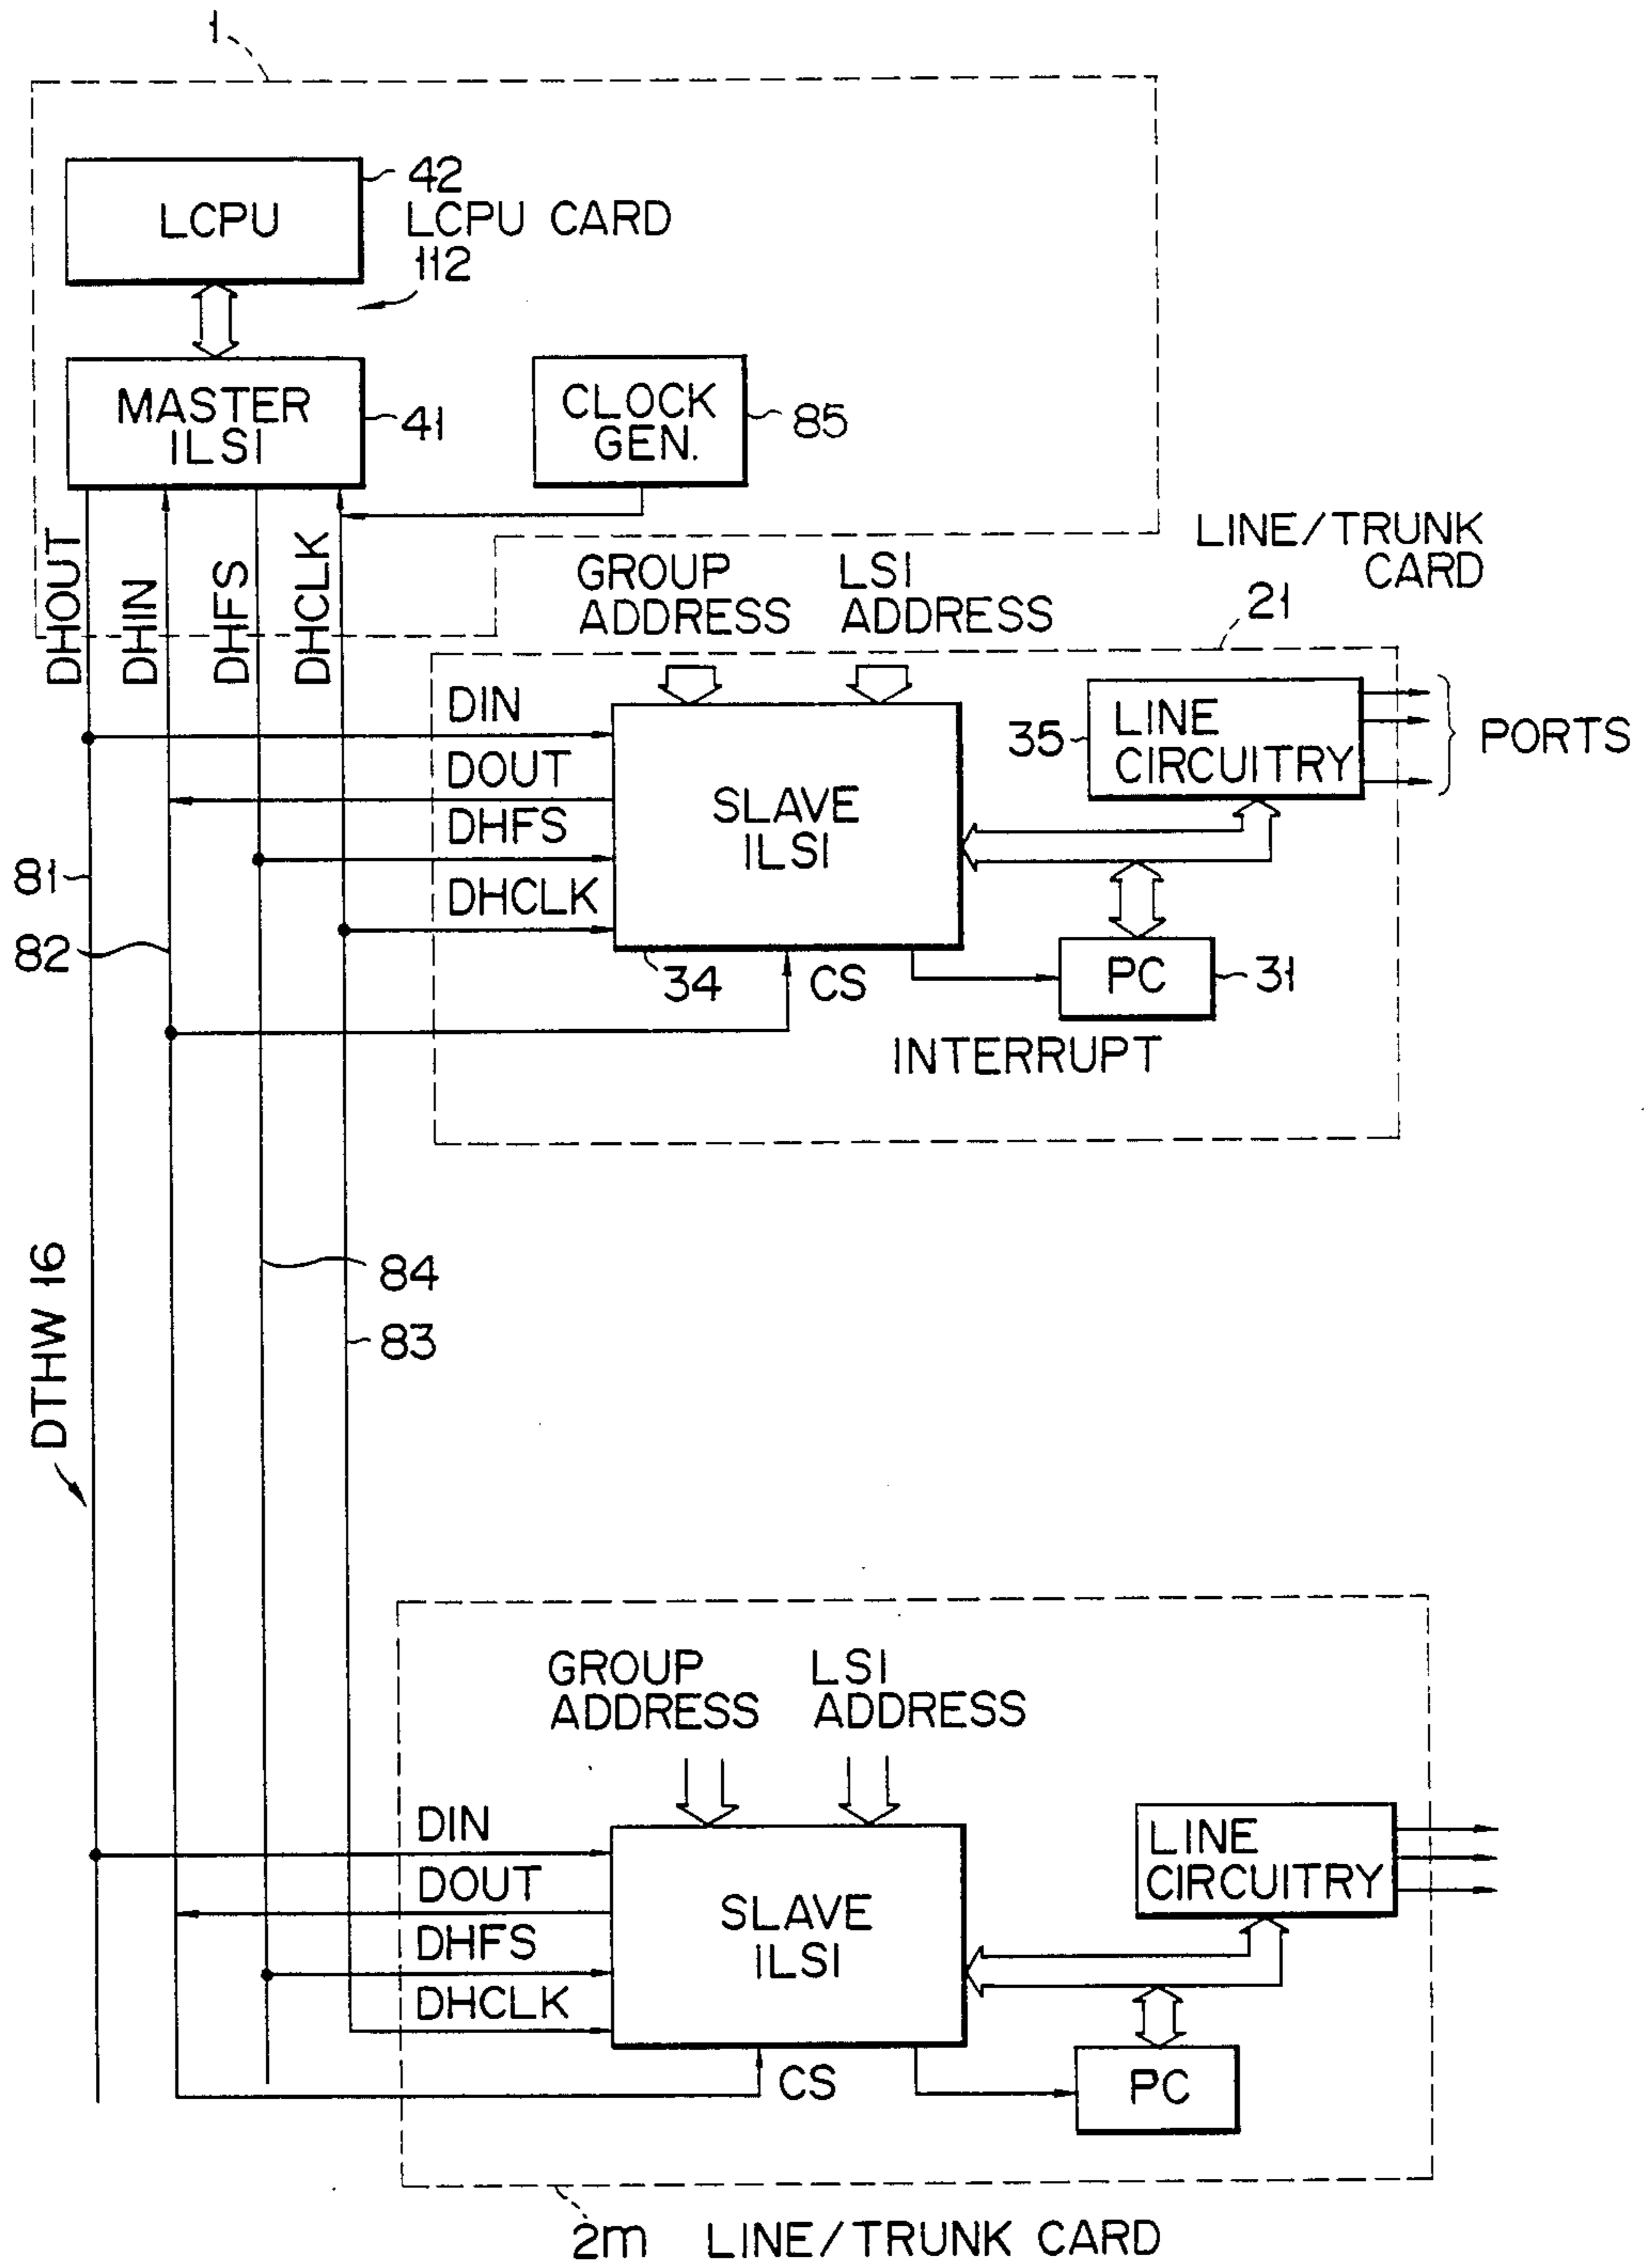 1
LCPU
42
LCPU CARD
112
MASTER
ILSI
41
CLOCK
GEN.
85
DHOUT
DHIN
DHFS
DHCLK
GROUP
ADDRESS
LSI
ADDRESS
LINE/TRUNK
CARD
21
DIN
DOUT
DHFS
DHCLK
SLAVE
ILSI
34
CS
35
LINE
CIRCUITRY
PORTS
PC
31
INTERRUPT
81
82
84
83
DTHW 16
GROUP
ADDRESS
LSI
ADDRESS
DIN
DOUT
DHFS
DHCLK
SLAVE
ILSI
CS
LINE
CIRCUITRY
PC
2m LINE/TRUNK CARD